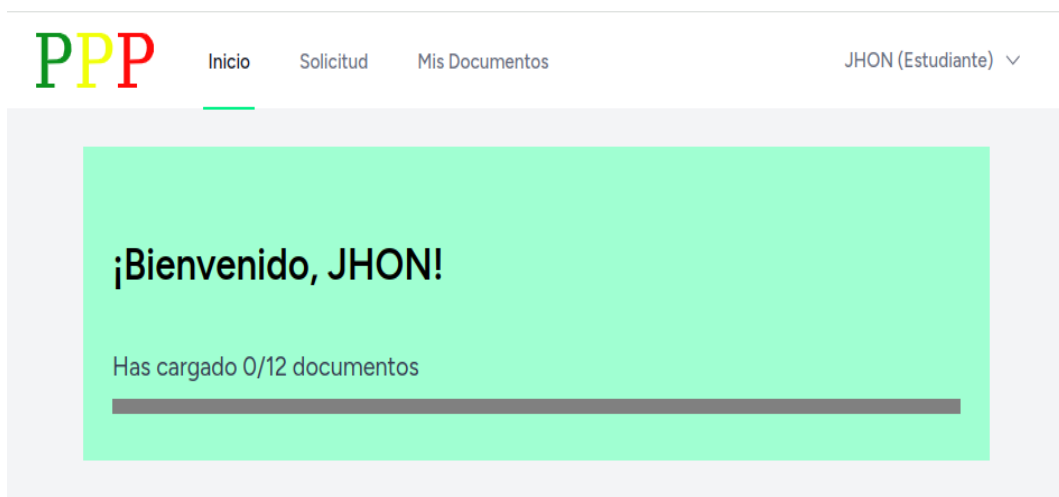 PPP Inicio Solicitud Mis Documentos JHON (Estudiante)
¡Bienvenido, JHON!
Has cargado 0/12 documentos